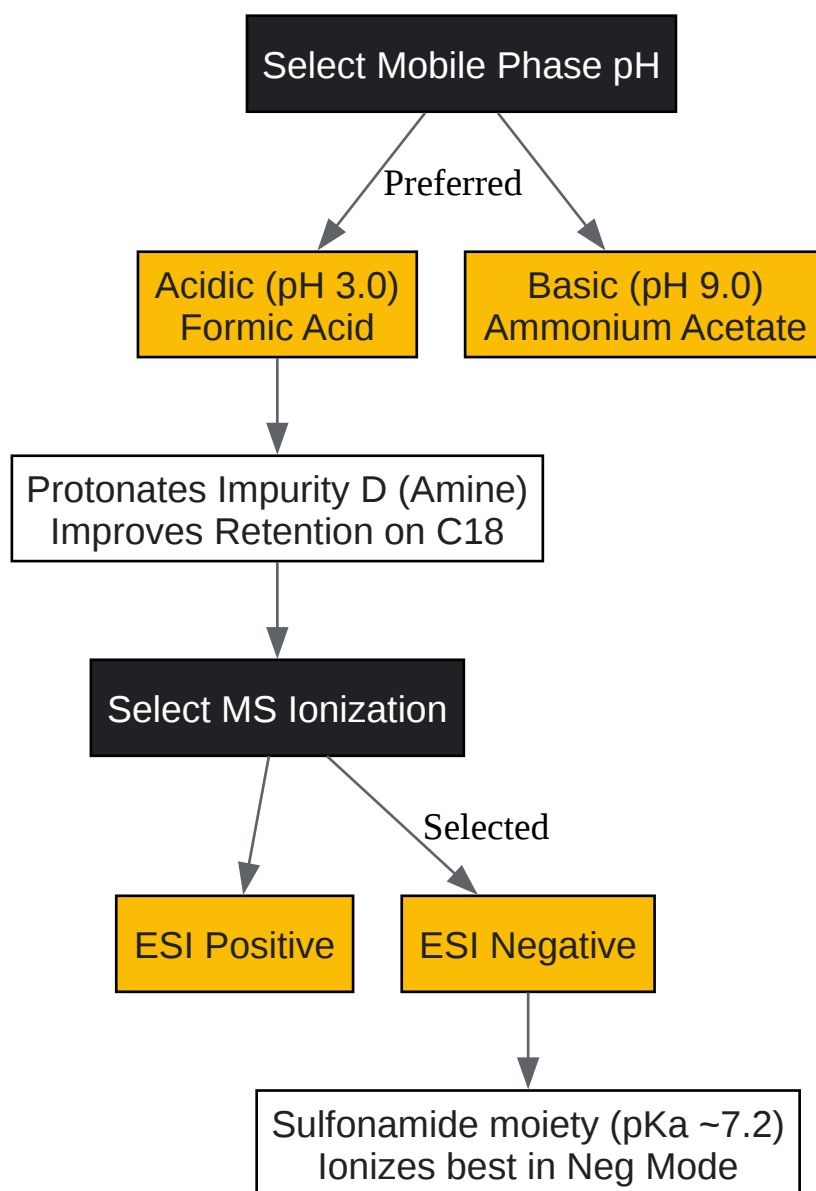 Select Mobile Phase pH
Preferred
Acidic (pH 3.0)
Formic Acid
Basic (pH 9.0)
Ammonium Acetate
Protonates Impurity D (Amine)
Improves Retention on C18
Select MS Ionization
Selected
ESI Positive
ESI Negative
Sulfonamide moiety (pKa ~7.2)
Ionizes best in Neg Mode